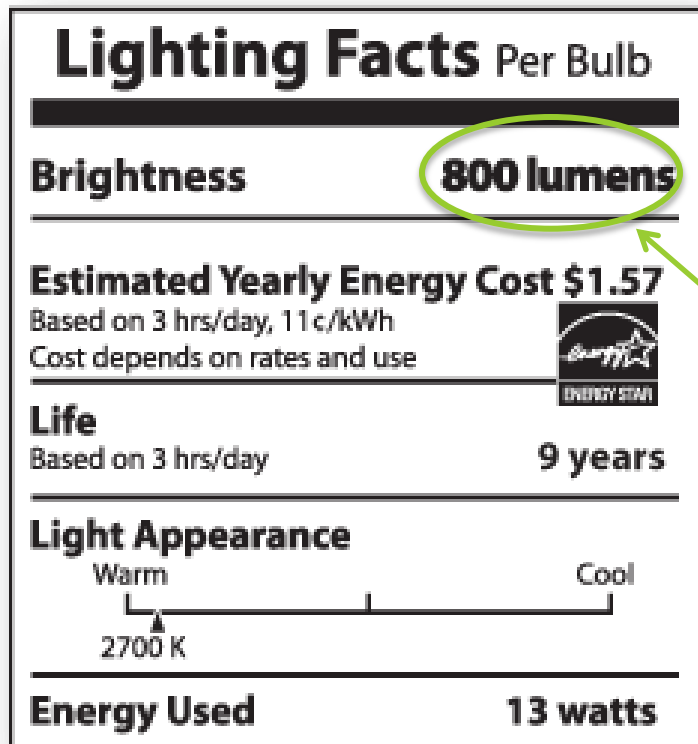 Lighting Facts Per Bulb
Brightness 800 lumens
Estimated Yearly Energy Cost $1.57
Based on 3 hrs/day, 11c/kWh
Cost depends on rates and use
energy
ENERGY STAR
Life
Based on 3 hrs/day 9 years
Light Appearance
Warm Cool
2700 K
Energy Used 13 watts